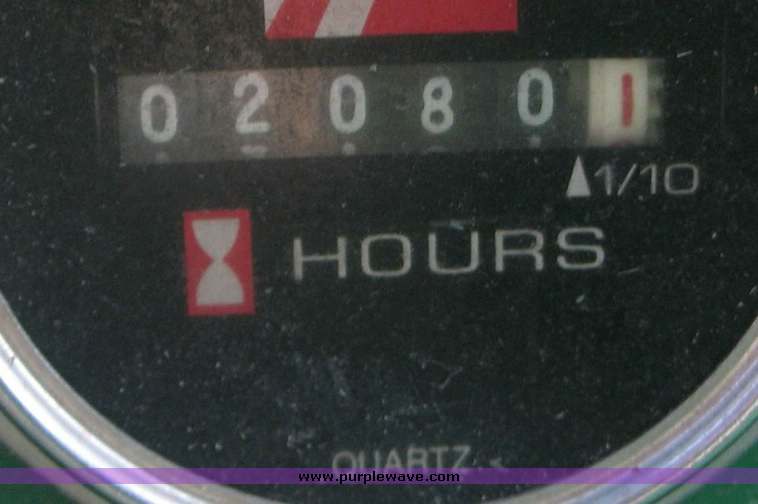 020801
1/10
HOURS
QUARTZ
www.purplewave.com